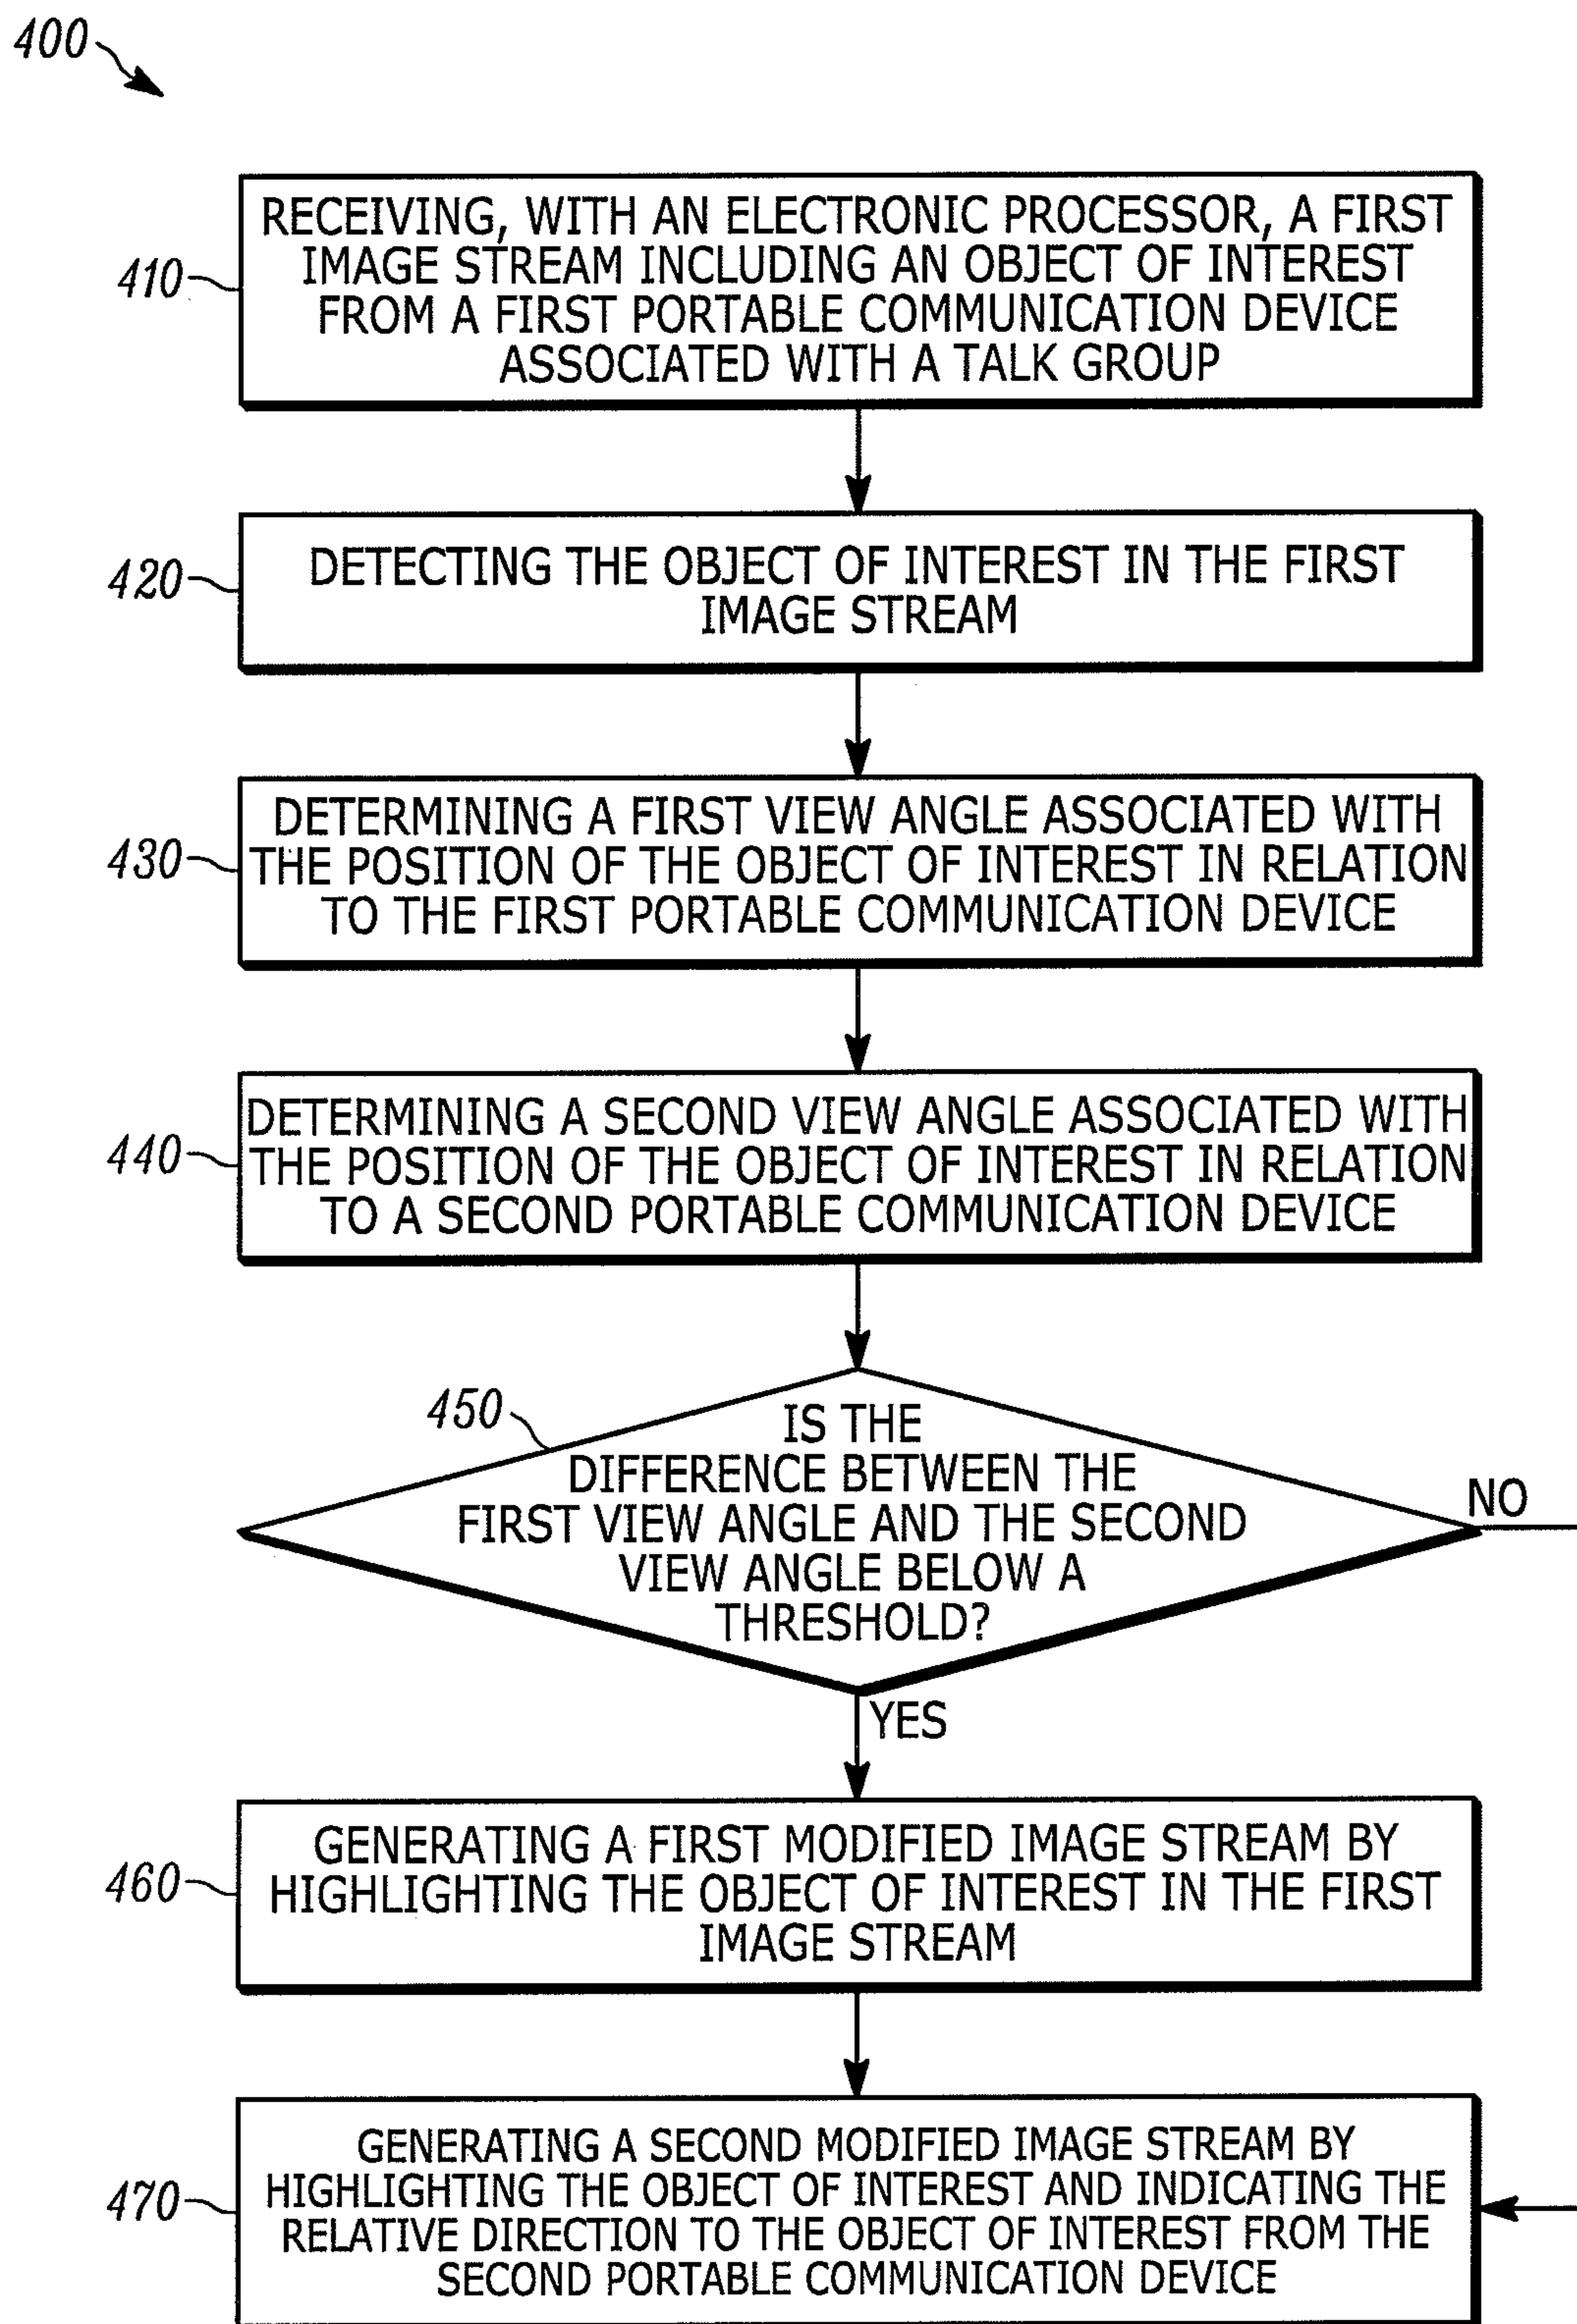 400
RECEIVING, WITH AN ELECTRONIC PROCESSOR, A FIRST
IMAGE STREAM INCLUDING AN OBJECT OF INTEREST
FROM A FIRST PORTABLE COMMUNICATION DEVICE
ASSOCIATED WITH A TALK GROUP
410
DETECTING THE OBJECT OF INTEREST IN THE FIRST
IMAGE STREAM
420
DETERMINING A FIRST VIEW ANGLE ASSOCIATED WITH
THE POSITION OF THE OBJECT OF INTEREST IN RELATION
TO THE FIRST PORTABLE COMMUNICATION DEVICE
430
DETERMINING A SECOND VIEW ANGLE ASSOCIATED WITH
THE POSITION OF THE OBJECT OF INTEREST IN RELATION
TO A SECOND PORTABLE COMMUNICATION DEVICE
440
450
IS THE
DIFFERENCE BETWEEN THE
FIRST VIEW ANGLE AND THE SECOND
VIEW ANGLE BELOW A
THRESHOLD?
NO
YES
GENERATING A FIRST MODIFIED IMAGE STREAM BY
HIGHLIGHTING THE OBJECT OF INTEREST IN THE FIRST
IMAGE STREAM
460
GENERATING A SECOND MODIFIED IMAGE STREAM BY
HIGHLIGHTING THE OBJECT OF INTEREST AND INDICATING THE
RELATIVE DIRECTION TO THE OBJECT OF INTEREST FROM THE
SECOND PORTABLE COMMUNICATION DEVICE
470